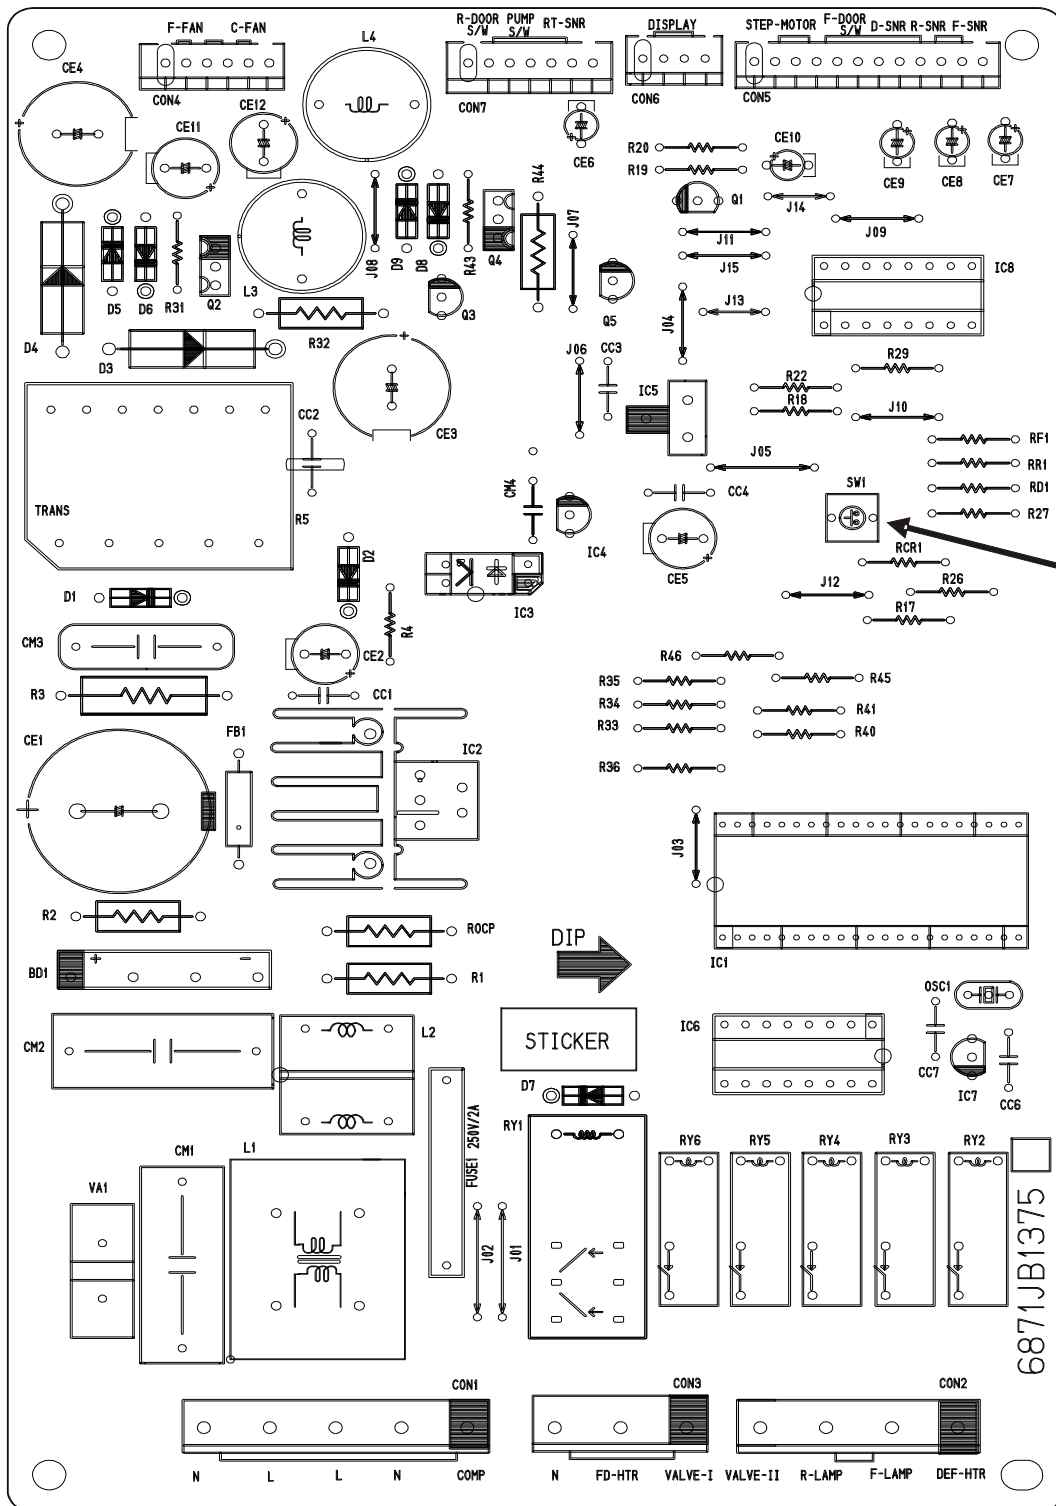 F-FAN C-FAN
R-DOOR S/W PUMP S/W RT-SNR
DISPLAY
STEP-MOTOR F-DOOR S/W D-SNR R-SNR F-SNR
L4
CE4
CON4
CE12
CE11
CON7
CON6
CON5
CE6
R20
R19
CE10
CE9
CE8
CE7
R44
Q1
J14
J07
J08
J09
J11
J15
D9
D8
R43
Q4
IC8
D5
D6
R31
Q2
L3
Q3
Q5
J04
J13
D4
D3
R32
J06
CC3
R29
IC5
R22
R18
J10
CC2
CE3
RF1
RR1
RD1
R27
J05
CM4
CC4
SW1
TRANS
R5
IC4
D2
CE5
RCR1
D1
IC3
J12
R26
R17
R4
CM3
CE2
R46
R35
R45
R3
CC1
R34
R41
R33
R40
CE1
FB1
IC2
R36
J03
R2
ROCP
DIP
IC1
BD1
+ -
R1
OSC1
CM2
L2
STICKER
IC6
CC7
IC7
CC6
D7
FUSE1 250V/2A
RY1
CM1
L1
RY6
RY5
RY4
RY3
RY2
VA1
J02
J01
6871JB1375
CON1
CON3
CON2
N L L N COMP
N FD-HTR VALVE-I
VALVE-II R-LAMP F-LAMP DEF-HTR